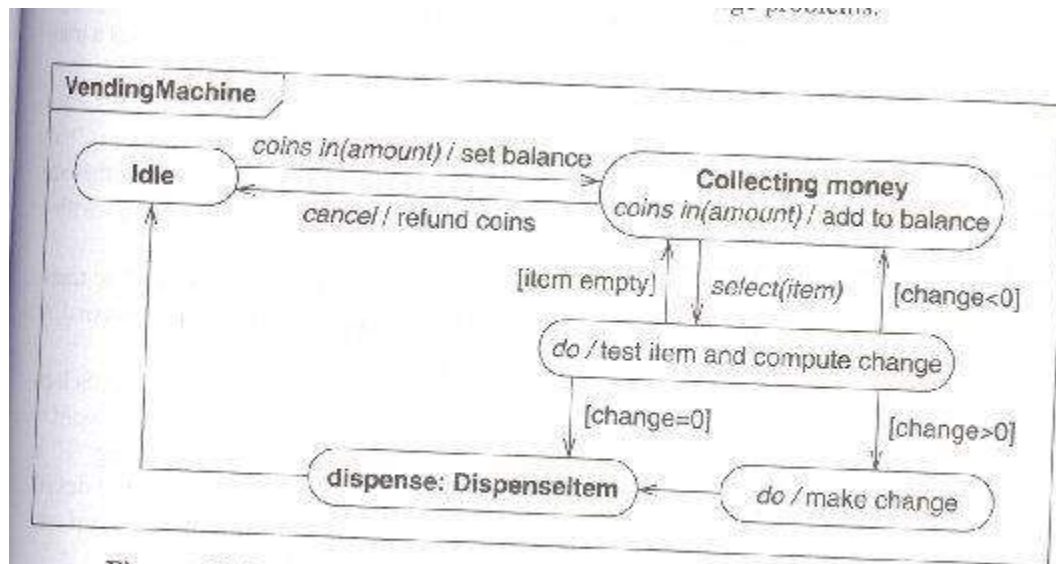 problems.
VendingMachine
coins in(amount) / set balance
Idle
Collecting money
coins in(amount) / add to balance
cancel / refund coins
[item empty]
select(item)
[change<0]
do / test item and compute change
[change=0]
[change>0]
dispense: DispenseItem
do / make change